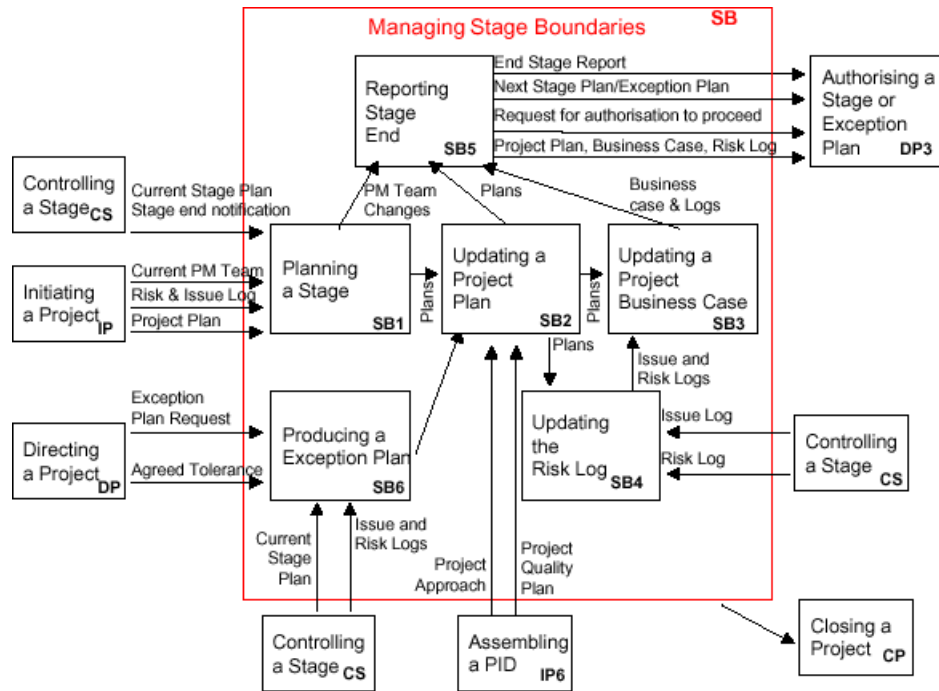 Managing Stage Boundaries
SB
Reporting
Stage
End
SB5
End Stage Report
Next Stage Plan/Exception Plan
Request for authorisation to proceed
Project Plan, Business Case, Risk Log
Authorising a
Stage or
Exception
Plan
DP3
Controlling
a Stage
CS
Current Stage Plan
Stage end notification
PM Team
Changes
Plans
Business
case & Logs
Initiating
a Project
IP
Current PM Team
Risk & Issue Log
Project Plan
Planning
a Stage
SB1
Plans
Updating a
Project
Plan
SB2
Plans
Updating a
Project
Business Case
SB3
Plans
Issue and
Risk Logs
Directing
a Project
DP
Exception
Plan Request
Agreed Tolerance
Producing a
Exception Plan
SB6
Updating
the
Risk Log
SB4
Issue Log
Risk Log
Controlling
a Stage
CS
Current
Stage
Plan
Issue and
Risk Logs
Project
Approach
Project
Quality
Plan
Controlling
a Stage
CS
Assembling
a PID
IP6
Closing a
Project
CP